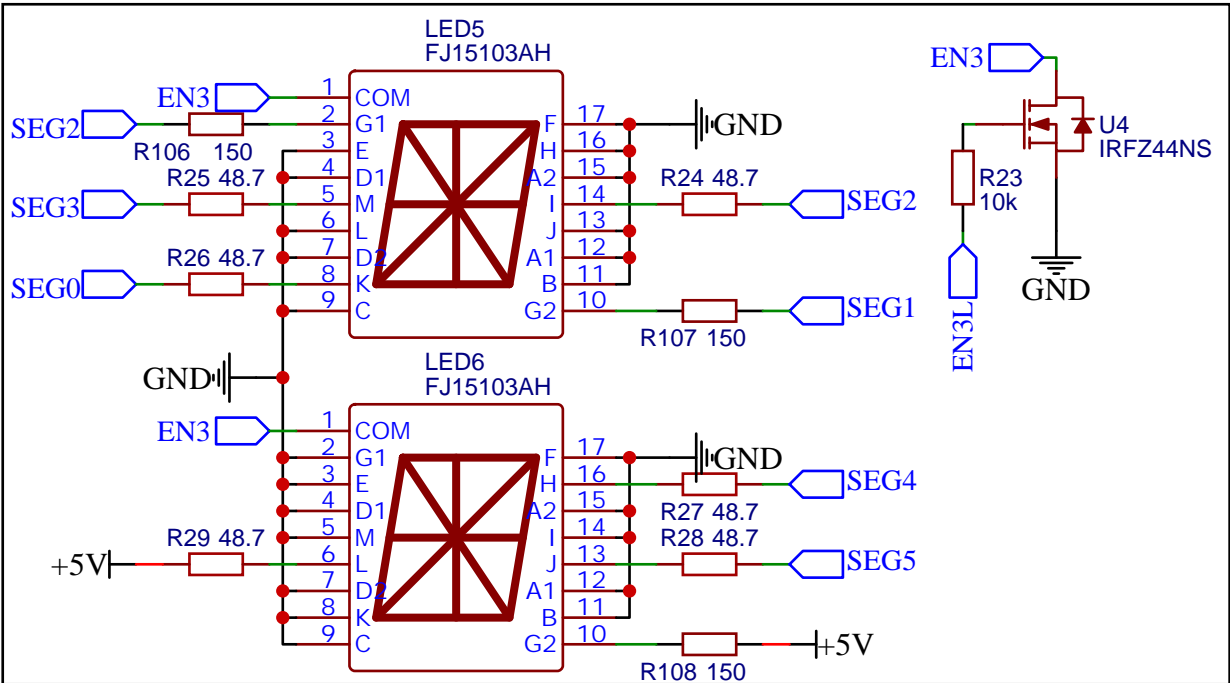 LED5
FJ15103AH
EN3
SEG2
R106 150
R25 48.7
SEG3
R26 48.7
SEG0
1 COM
2 G1
3 E
4 D1
5 M
6 L
7 D2
8 K
9 C
F 17
H 16
A2 15
I 14
J 13
A1 12
B 11
G2 10
GND
R24 48.7
SEG2
SEG1
R107 150
EN3
U4
IRFZ44NS
R23
10k
EN3L
GND
GND
LED6
FJ15103AH
EN3
R29 48.7
+5V
1 COM
2 G1
3 E
4 D1
5 M
6 L
7 D2
8 K
9 C
F 17
H 16
A2 15
I 14
J 13
A1 12
B 11
G2 10
GND
SEG4
R27 48.7
R28 48.7
SEG5
+5V
R108 150